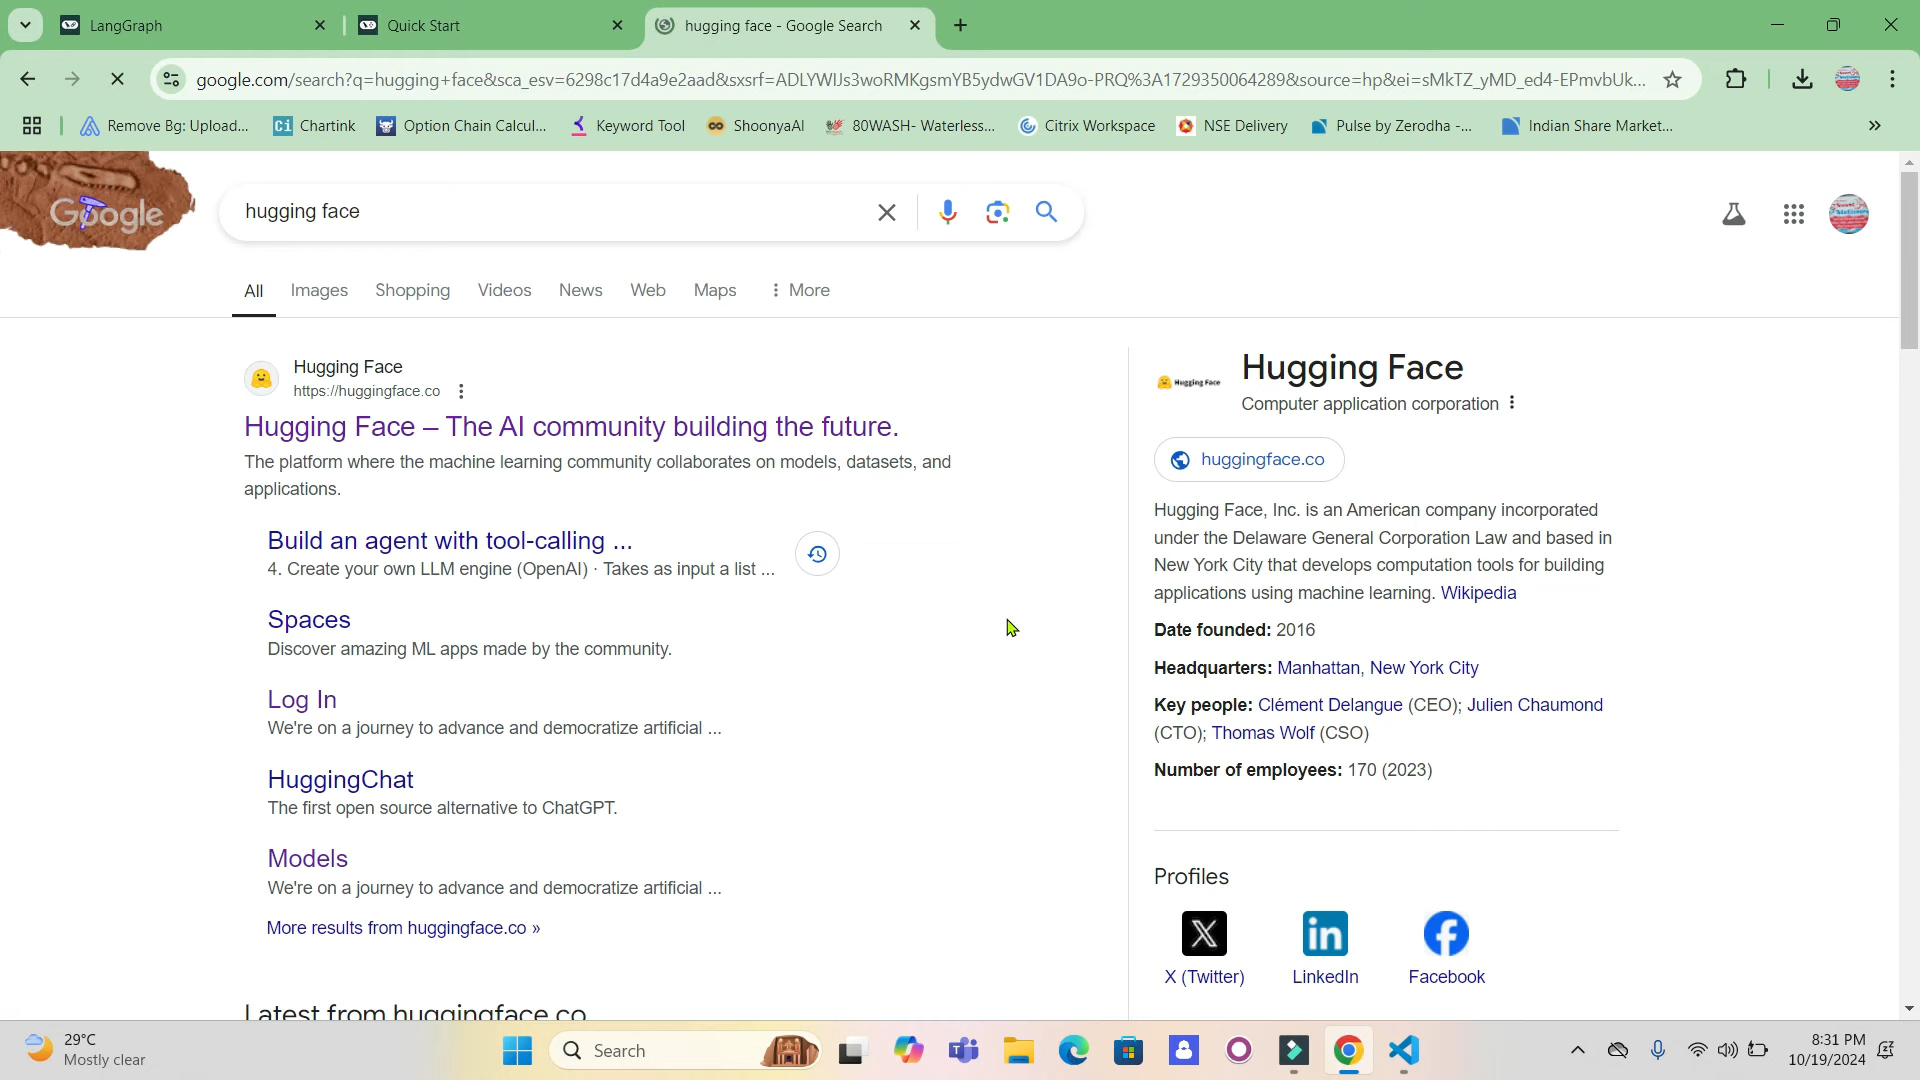 LangGraph
Quick Start
hugging face - Google Search
google.com/search?q=hugging+face&sca_esv=6298c17d4a9e2aad&sxsrf=ADLYWIJs3woRMKgsmYB5ydwGV1DA9o-PRQ%3A1729350064289&source=hp&ei=sMkTZ_yMD_ed4-EPmvbUk...
Remove Bg: Upload...
Chartink
Option Chain Calcul...
Keyword Tool
ShoonyaAI
80WASH- Waterless...
Citrix Workspace
NSE Delivery
Pulse by Zerodha -...
Indian Share Market...
Google
hugging face
All
Images
Shopping
Videos
News
Web
Maps
More
Hugging Face
https://huggingface.co
Hugging Face – The AI community building the future.
The platform where the machine learning community collaborates on models, datasets, and
applications.
Build an agent with tool-calling ...
4. Create your own LLM engine (OpenAI) · Takes as input a list ...
Spaces
Discover amazing ML apps made by the community.
Log In
We're on a journey to advance and democratize artificial ...
HuggingChat
The first open source alternative to ChatGPT.
Models
We're on a journey to advance and democratize artificial ...
More results from huggingface.co »
Latest from huggingface.co
Hugging Face
Hugging Face
Computer application corporation
huggingface.co
Hugging Face, Inc. is an American company incorporated
under the Delaware General Corporation Law and based in
New York City that develops computation tools for building
applications using machine learning. Wikipedia
Date founded: 2016
Headquarters: Manhattan, New York City
Key people: Clément Delangue (CEO); Julien Chaumond
(CTO); Thomas Wolf (CSO)
Number of employees: 170 (2023)
Profiles
X (Twitter)
LinkedIn
Facebook
29°C
Mostly clear
Search
8:31 PM
10/19/2024